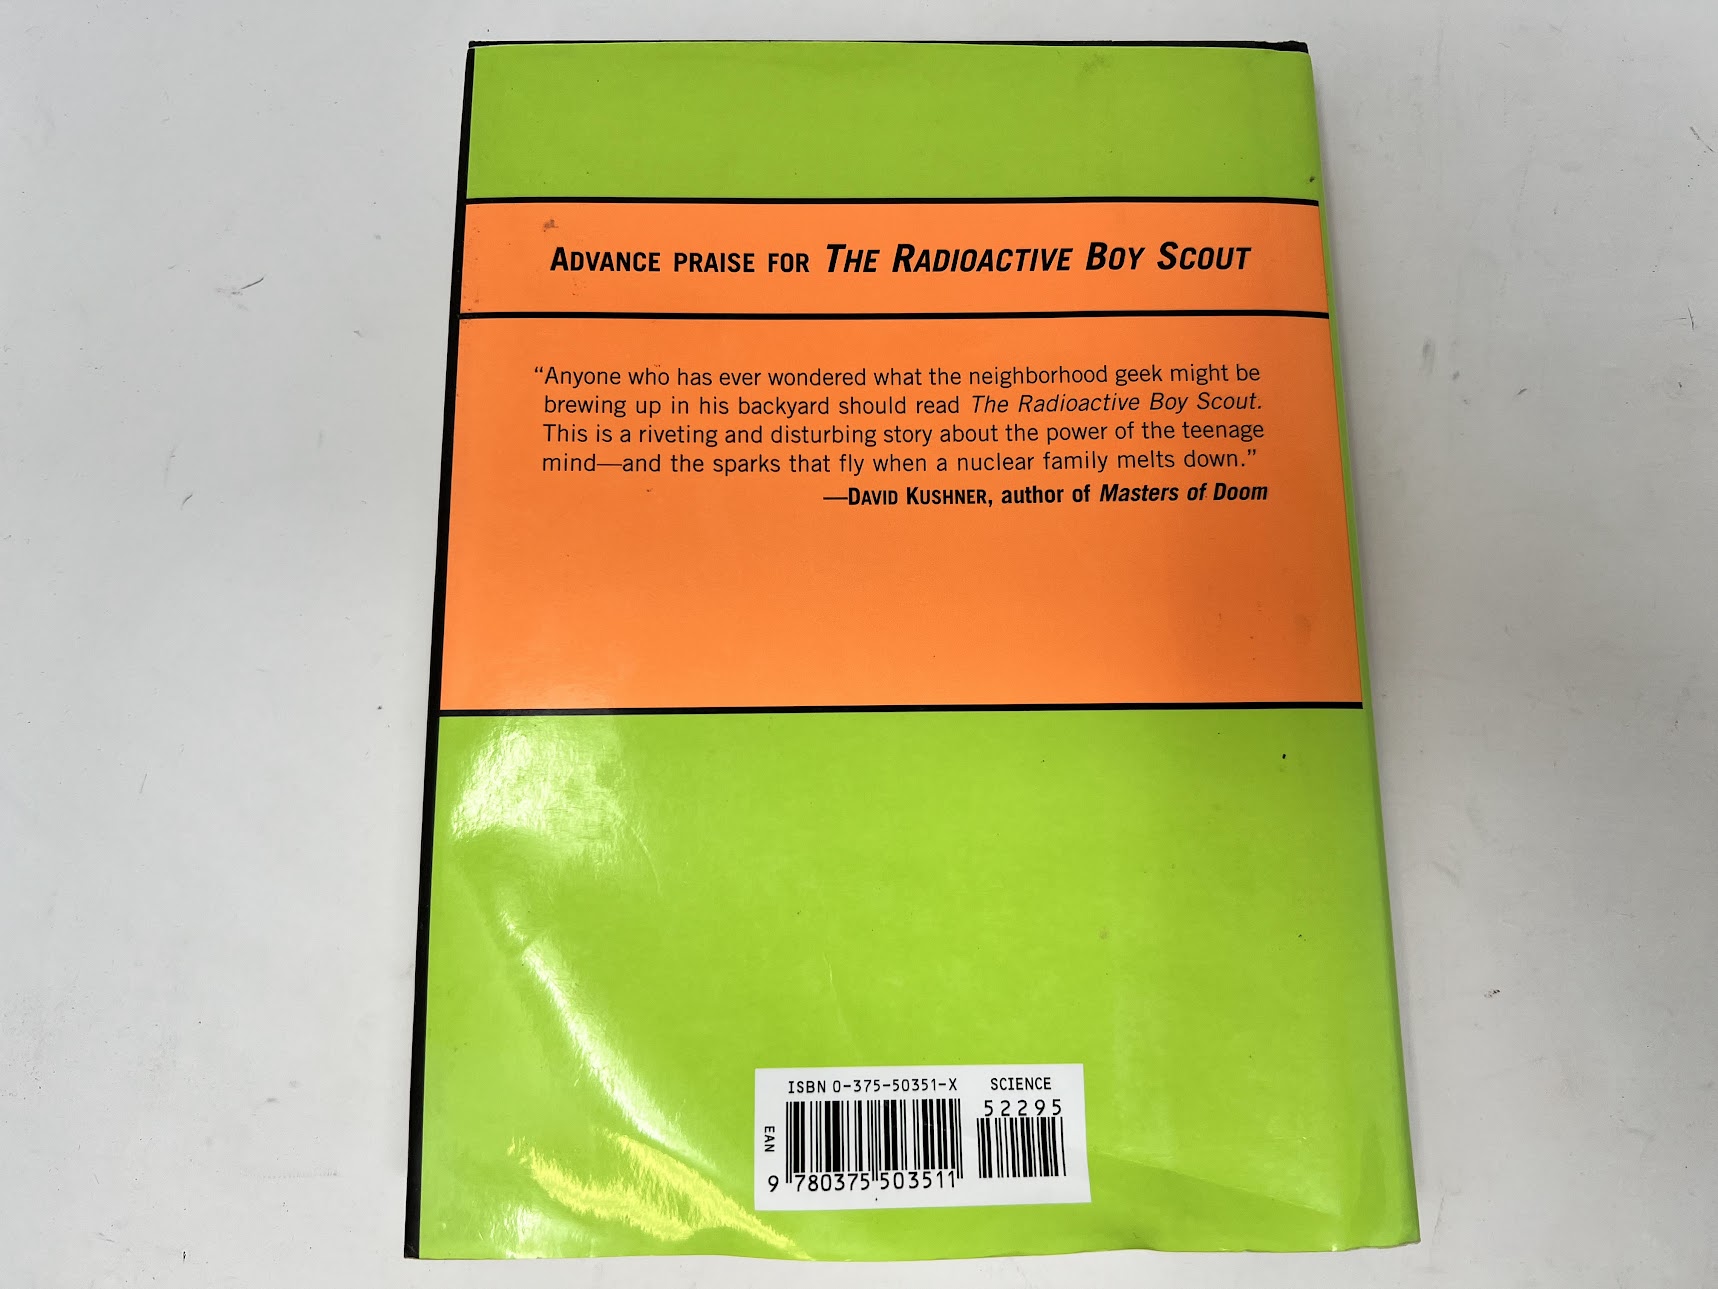 ADVANCE PRAISE FOR THE RADIOACTIVE BOY SCOUT
“Anyone who has ever wondered what the neighborhood geek might be
brewing up in his backyard should read The Radioactive Boy Scout.
This is a riveting and disturbing story about the power of the teenage
mind—and the sparks that fly when a nuclear family melts down.”
—DAVID KUSHNER, author of Masters of Doom
ISBN 0-375-50351-X SCIENCE
52295
EAN
9 780375 503511